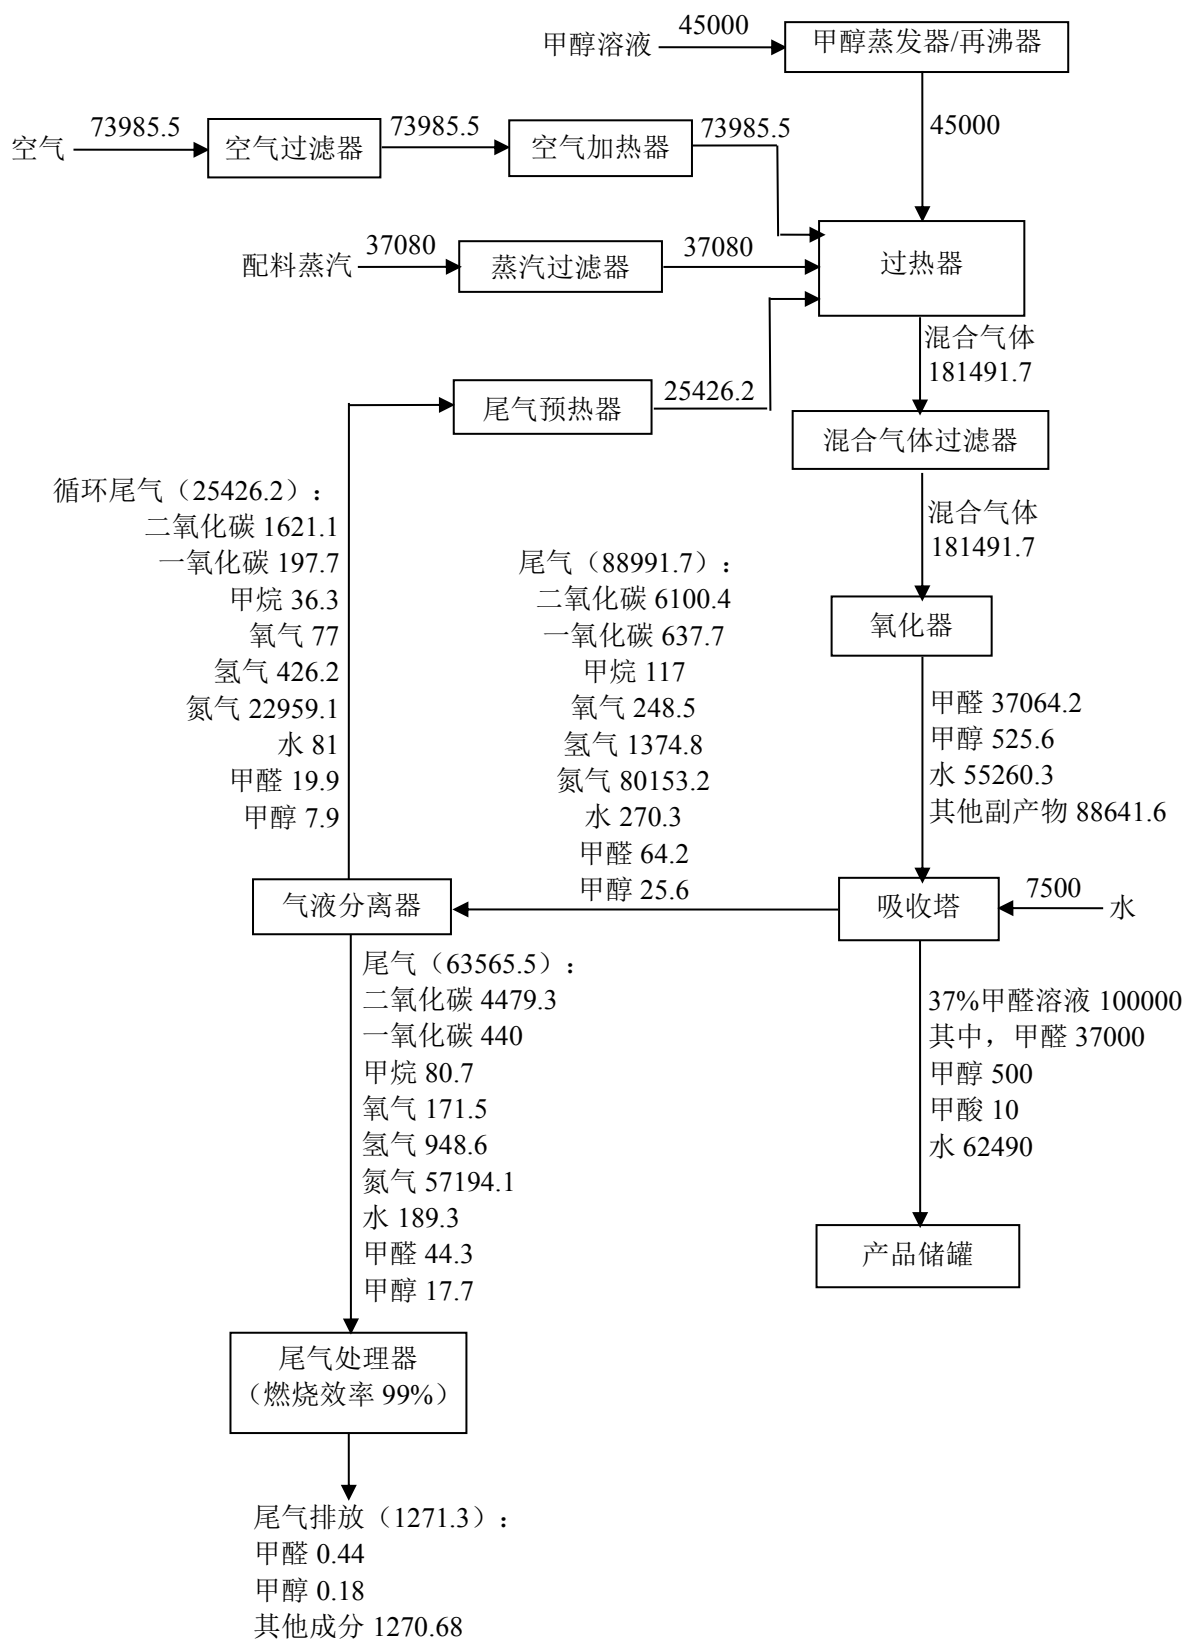 甲醇溶液
45000
甲醇蒸发器/再沸器
45000
空气
73985.5
空气过滤器
73985.5
空气加热器
73985.5
配料蒸汽
37080
蒸汽过滤器
37080
过热器
混合气体
181491.7
尾气预热器
25426.2
混合气体过滤器
混合气体
181491.7
循环尾气（25426.2）：
二氧化碳 1621.1
一氧化碳 197.7
甲烷 36.3
氧气 77
氢气 426.2
氮气 22959.1
水 81
甲醛 19.9
甲醇 7.9
尾气（88991.7）：
二氧化碳 6100.4
一氧化碳 637.7
甲烷 117
氧气 248.5
氢气 1374.8
氮气 80153.2
水 270.3
甲醛 64.2
甲醇 25.6
氧化器
甲醛 37064.2
甲醇 525.6
水 55260.3
其他副产物 88641.6
气液分离器
吸收塔
7500
水
尾气（63565.5）：
二氧化碳 4479.3
一氧化碳 440
甲烷 80.7
氧气 171.5
氢气 948.6
氮气 57194.1
水 189.3
甲醛 44.3
甲醇 17.7
37%甲醛溶液 100000
其中，甲醛 37000
甲醇 500
甲酸 10
水 62490
产品储罐
尾气处理器
（燃烧效率 99%）
尾气排放（1271.3）：
甲醛 0.44
甲醇 0.18
其他成分 1270.68